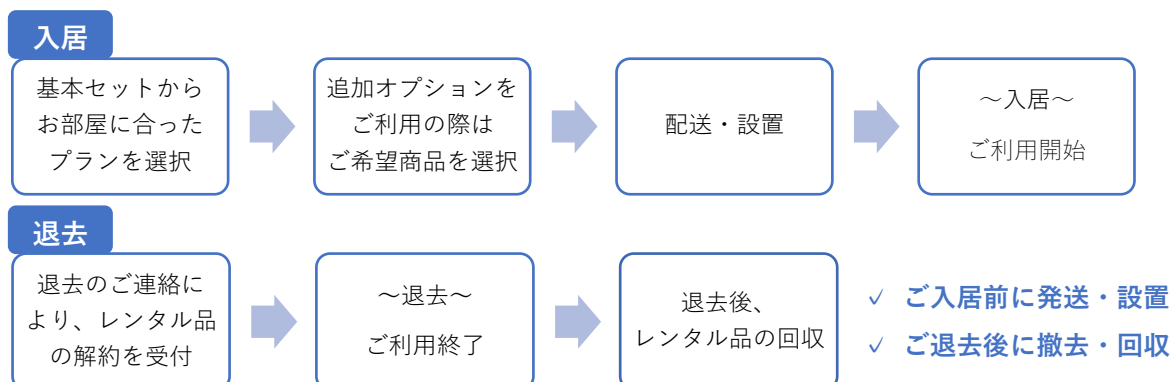 入居
基本セットから
お部屋に合った
プランを選択
追加オプションを
ご利用の際は
ご希望商品を選択
配送・設置
～入居～
ご利用開始
退去
退去のご連絡に
より、レンタル品
の解約を受付
～退去～
ご利用終了
退去後、
レンタル品の回収
✓ ご入居前に発送・設置
✓ ご退去後に撤去・回収